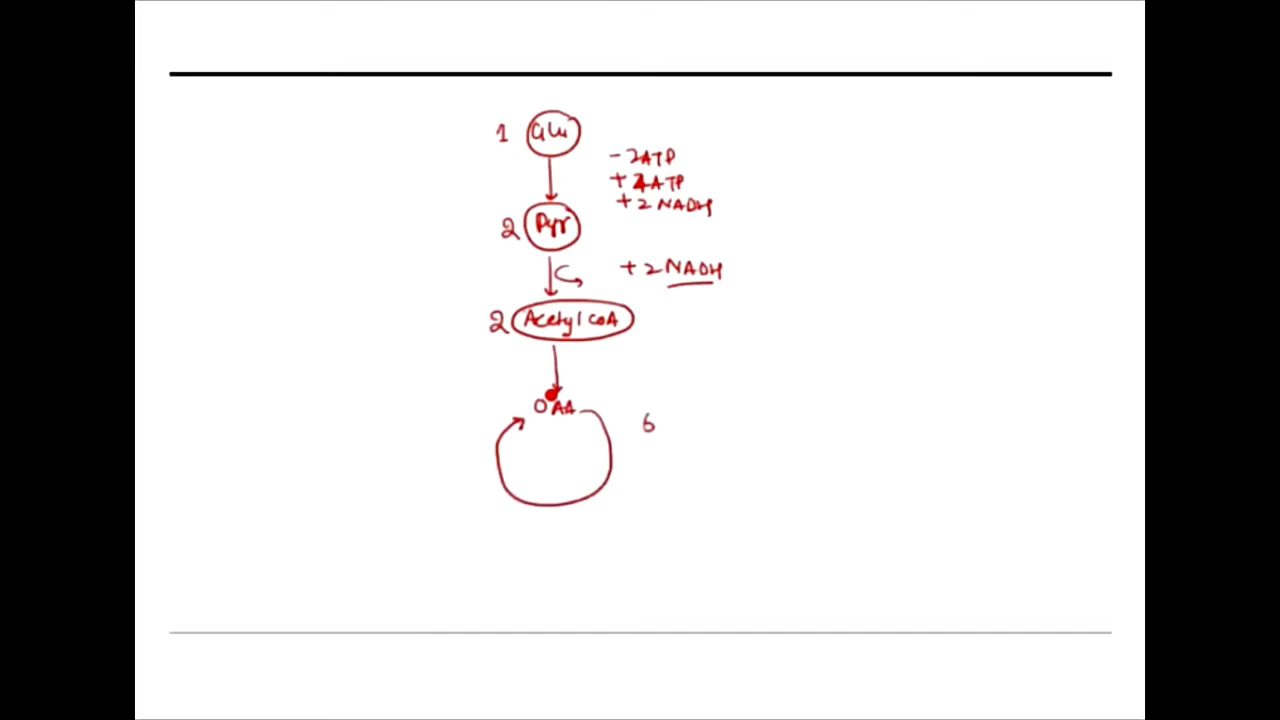 1 Glu
- 2ATP
+ 4ATP
+ 2 NADH
2 Pyr
+ 2 NADH
2 Acetyl CoA
OAA
6